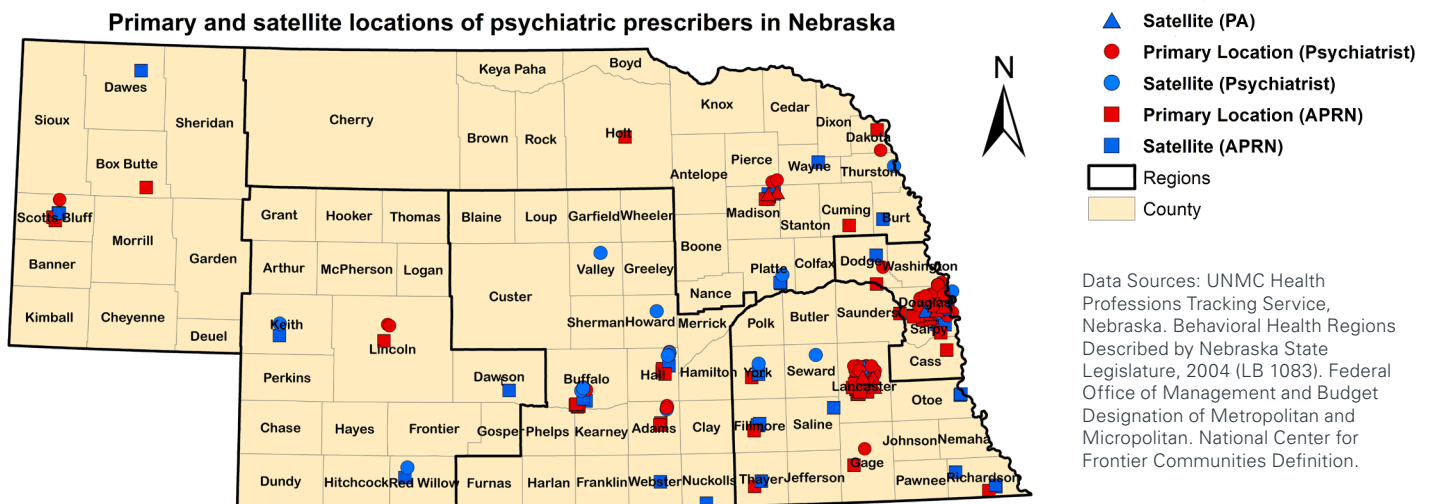 Primary and satellite locations of psychiatric prescribers in Nebraska
Satellite (PA)
Primary Location (Psychiatrist)
Satellite (Psychiatrist)
Primary Location (APRN)
Satellite (APRN)
Regions
County
N
Data Sources: UNMC Health
Professions Tracking Service,
Nebraska. Behavioral Health Regions
Described by Nebraska State
Legislature, 2004 (LB 1083). Federal
Office of Management and Budget
Designation of Metropolitan and
Micropolitan. National Center for
Frontier Communities Definition.
Sioux
Dawes
Sheridan
Box Butte
Scotts Bluff
Morrill
Banner
Garden
Kimball
Cheyenne
Deuel
Cherry
Keya Paha
Boyd
Brown
Rock
Holt
Knox
Cedar
Dixon
Dakota
Antelope
Pierce
Wayne
Thurston
Madison
Stanton
Cuming
Burt
Boone
Platte
Colfax
Dodge
Washington
Nance
Grant
Hooker
Thomas
Blaine
Loup
Garfield
Wheeler
Arthur
McPherson
Logan
Custer
Valley
Greeley
Keith
Lincoln
Sherman
Howard
Merrick
Polk
Butler
Saunders
Douglas
Sarpy
Perkins
Dawson
Buffalo
Hall
Hamilton
York
Seward
Lancaster
Cass
Otoe
Chase
Hayes
Frontier
Gosper
Phelps
Kearney
Adams
Clay
Fillmore
Saline
Johnson
Nemaha
Gage
Dundy
Hitchcock
Red Willow
Furnas
Harlan
Franklin
Webster
Nuckolls
Thayer
Jefferson
Pawnee
Richardson